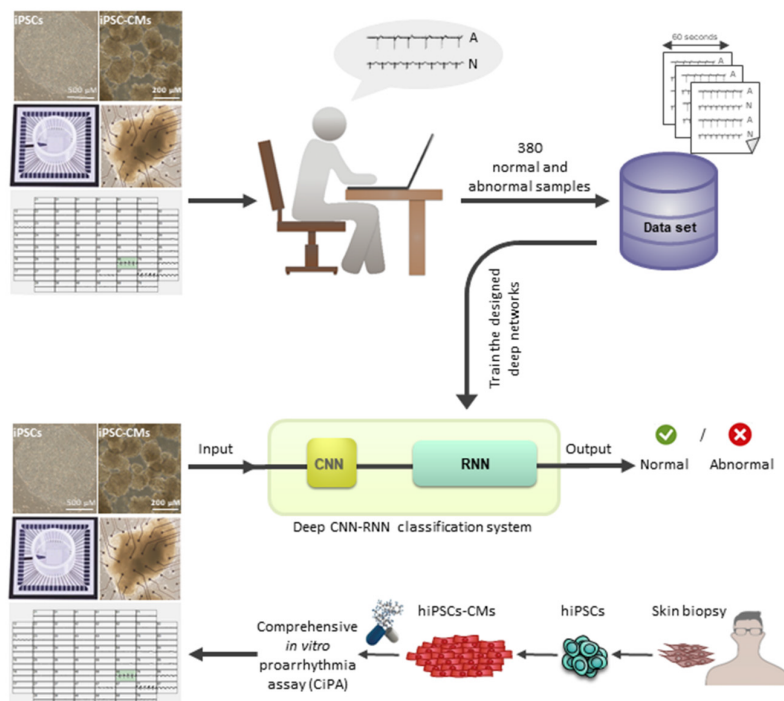 iPSCs
iPSC-CMs
500 µM
200 µM
A
N
60 seconds
A
N
A
N
380
normal and
abnormal samples
Data set
Train the designed
deep networks
iPSCs
iPSC-CMs
500 µM
200 µM
Input
CNN
RNN
Output
Normal
/
Abnormal
Deep CNN-RNN classification system
Comprehensive
in vitro
proarrhythmia
assay (CiPA)
hiPSCs-CMs
hiPSCs
Skin biopsy